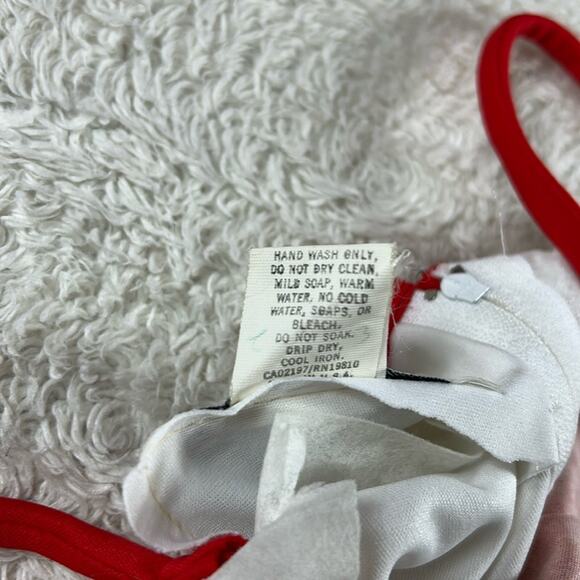 HAND WASH ONLY,
DO NOT DRY CLEAN.
MILD SOAP, WARM
WATER, NO COLD
WATER, SOAPS, OR
BLEACH.
DO NOT SOAK.
DRIP DRY,
COOL IRON.
CA02197/RN19810
U.S.A.